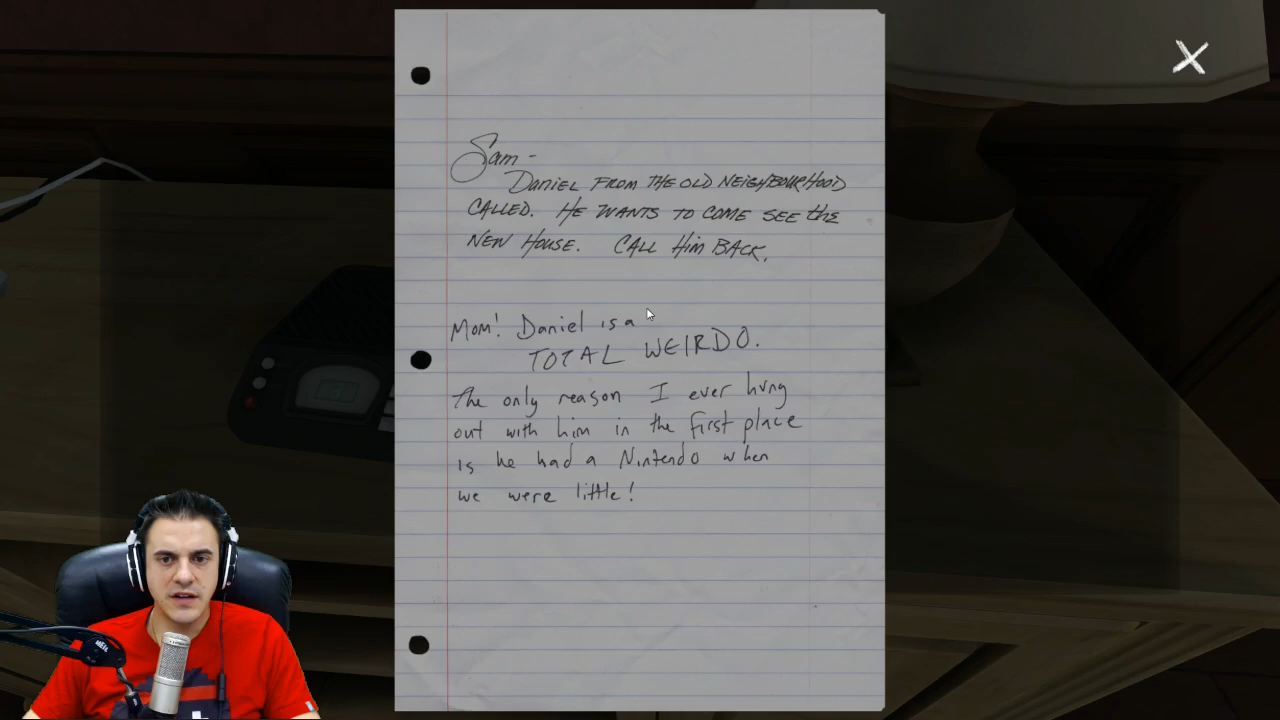 Sam-
DANIEL FROM THE OLD NEIGHBOURHOOD
CALLED. HE WANTS TO COME SEE the
NEW HOUSE. CALL HIM BACK.
Mom! Daniel is a
TOTAL WEIRDO.
The only reason I ever hung
out with him in the first place
is he had a Nintendo when
we were little!